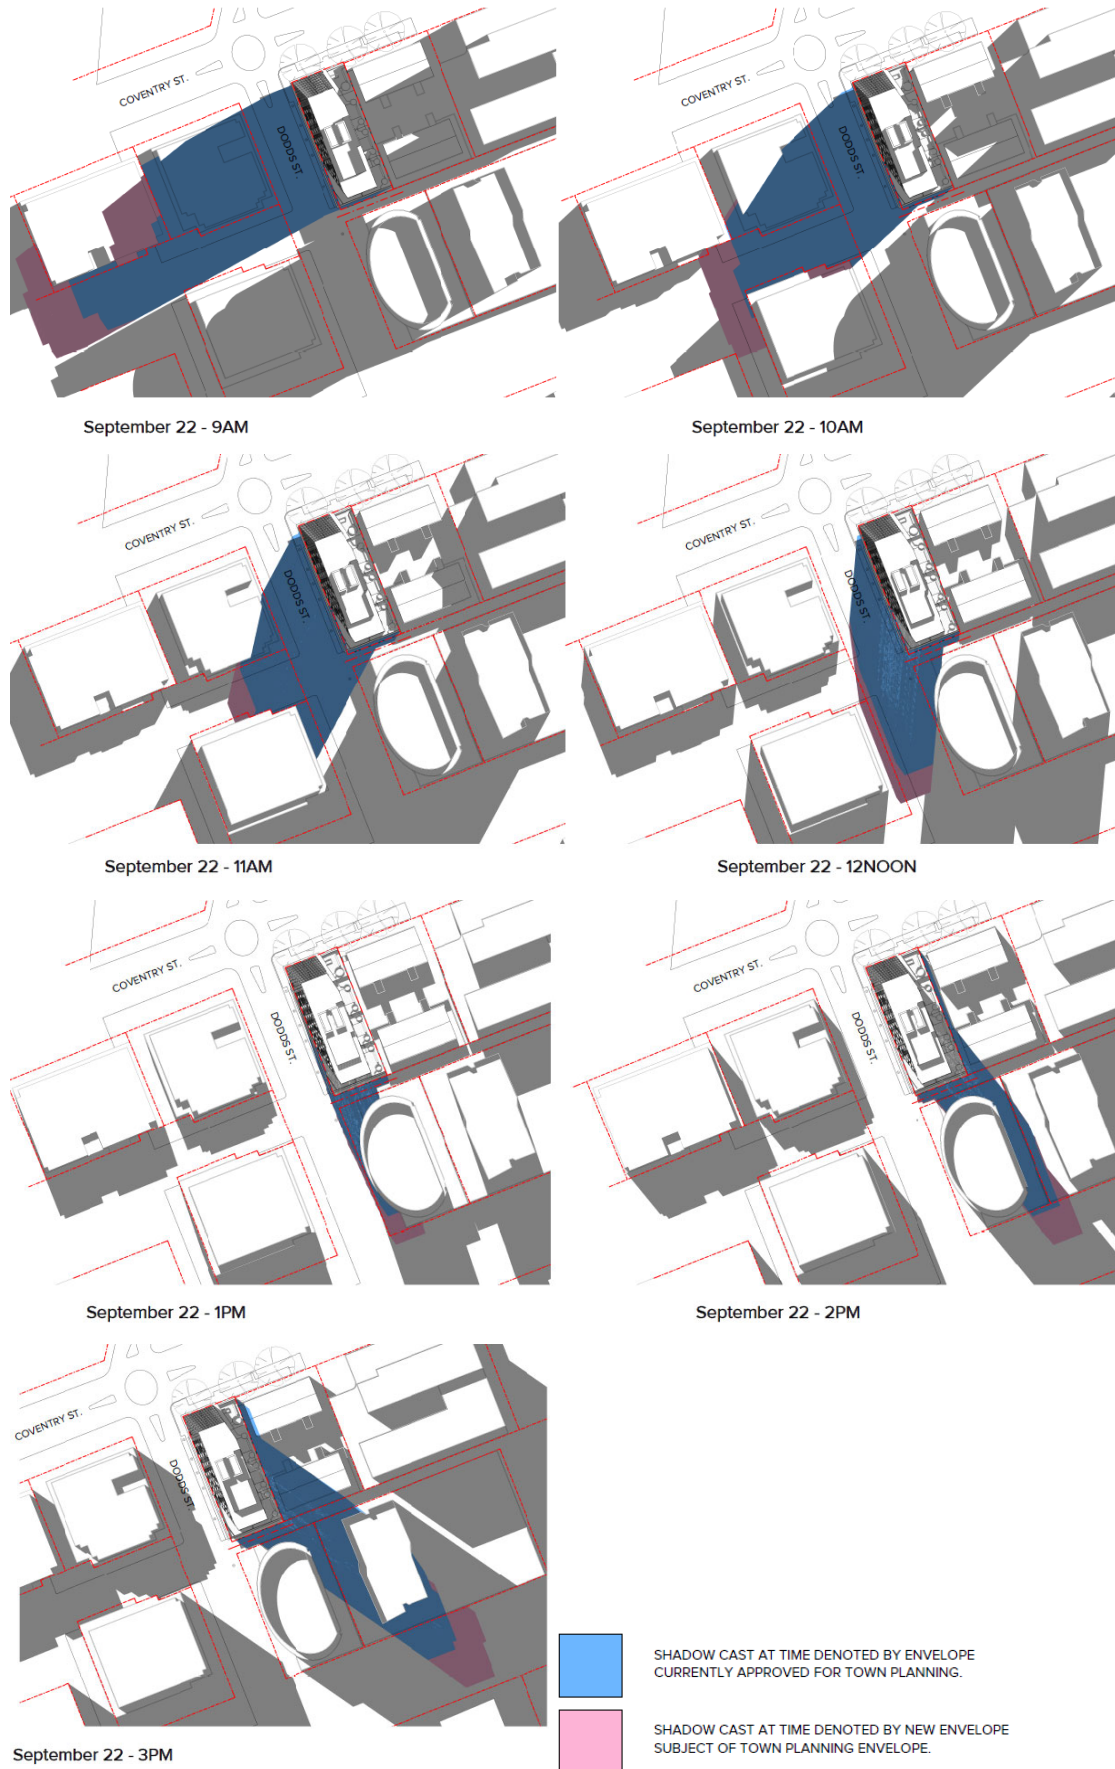 COVENTRY ST.
DODDS ST.
COVENTRY ST.
DODDS ST.
September 22 - 9AM
September 22 - 10AM
COVENTRY ST.
DODDS ST.
COVENTRY ST.
DODDS ST.
September 22 - 11AM
September 22 - 12NOON
COVENTRY ST.
DODDS ST.
COVENTRY ST.
DODDS ST.
September 22 - 1PM
September 22 - 2PM
COVENTRY ST.
DODDS ST.
SHADOW CAST AT TIME DENOTED BY ENVELOPE
CURRENTLY APPROVED FOR TOWN PLANNING.
SHADOW CAST AT TIME DENOTED BY NEW ENVELOPE
SUBJECT OF TOWN PLANNING ENVELOPE.
September 22 - 3PM